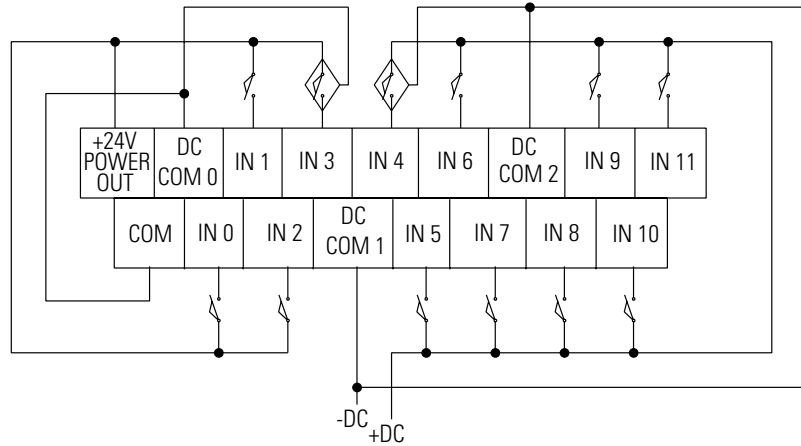 +24V
POWER
OUT
DC
COM 0
IN 1
IN 3
IN 4
IN 6
DC
COM 2
IN 9
IN 11
COM
IN 0
IN 2
DC
COM 1
IN 5
IN 7
IN 8
IN 10
-DC
+DC